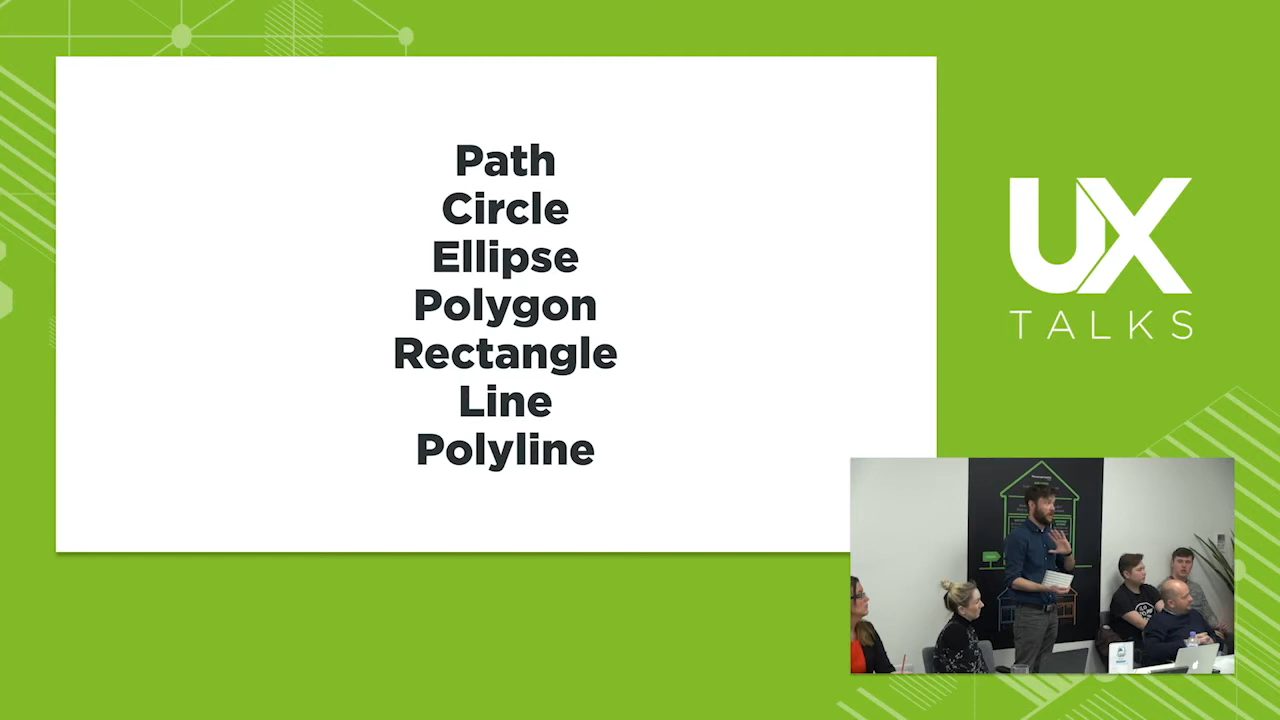 Path
Circle
Ellipse
Polygon
Rectangle
Line
Polyline
UX
TALKS